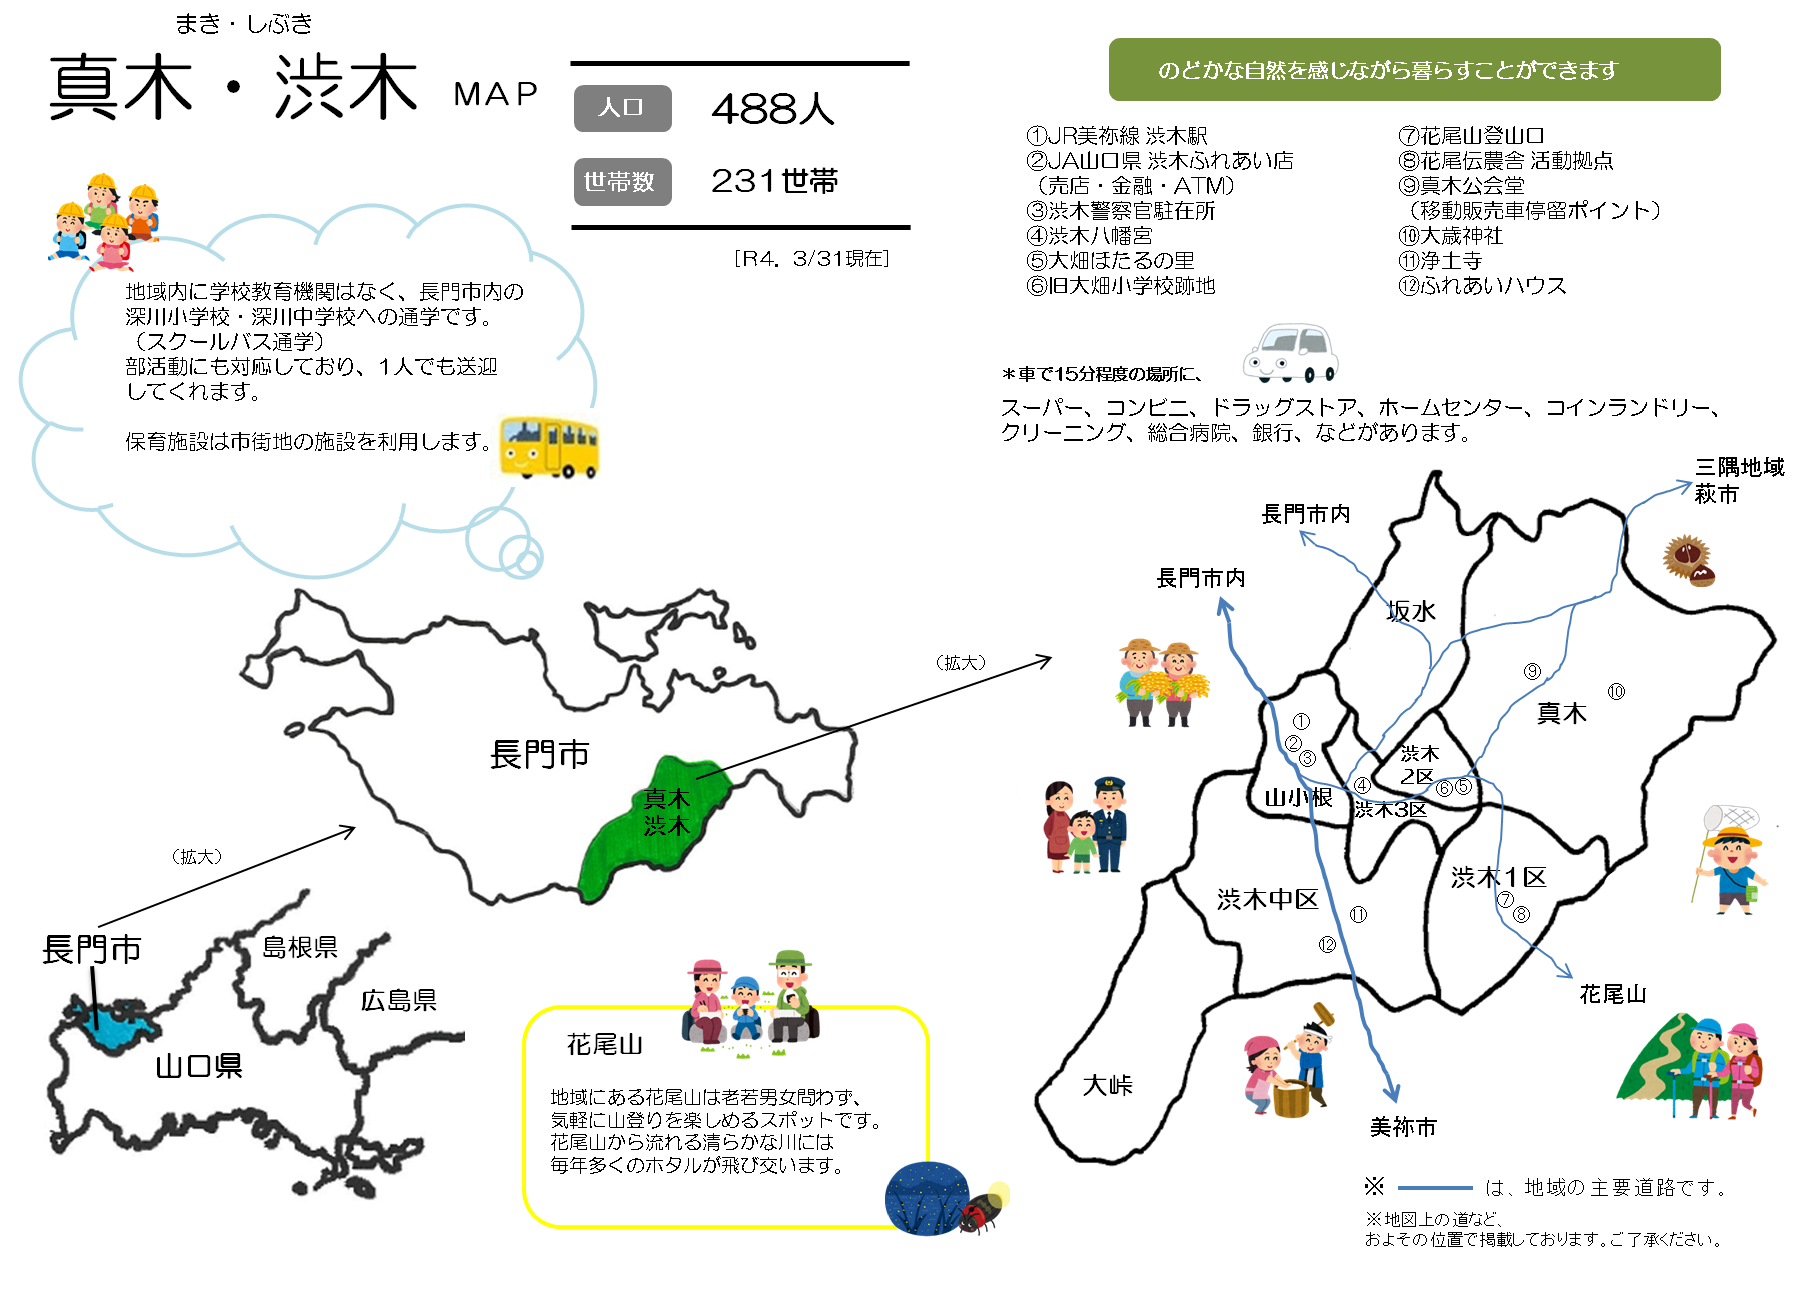 まき・しぶき
真木・渋木 MAP
人口 488人
世帯数 231世帯
［R4．3/31現在］
のどかな自然を感じながら暮らすことができます
①JR美祢線 渋木駅
②JA山口県 渋木ふれあい店
（売店・金融・ATM）
③渋木警察官駐在所
④渋木八幡宮
⑤大畑ほたるの里
⑥旧大畑小学校跡地
⑦花尾山登山口
⑧花尾伝農舎 活動拠点
⑨真木公会堂
（移動販売車停留ポイント）
⑩大歳神社
⑪浄土寺
⑫ふれあいハウス
地域内に学校教育機関はなく、長門市内の
深川小学校・深川中学校への通学です。
（スクールバス通学）
部活動にも対応しており、１人でも送迎
してくれます。
保育施設は市街地の施設を利用します。
＊車で15分程度の場所に、
スーパー、コンビニ、ドラッグストア、ホームセンター、コインランドリー、
クリーニング、総合病院、銀行、などがあります。
三隅地域
萩市
長門市内
長門市内
坂水
⑨
⑩
真木
①
②
③
渋木
2区
④
⑥⑤
山小根
渋木3区
渋木１区
⑦
⑧
渋木中区
⑪
⑫
花尾山
大峠
美祢市
（拡大）
長門市
真木
渋木
（拡大）
長門市
島根県
広島県
山口県
花尾山
地域にある花尾山は老若男女問わず、
気軽に山登りを楽しめるスポットです。
花尾山から流れる清らかな川には
毎年多くのホタルが飛び交います。
※ は、地域の主要道路です。
※地図上の道など、
おおよその位置で掲載しております。ご了承ください。